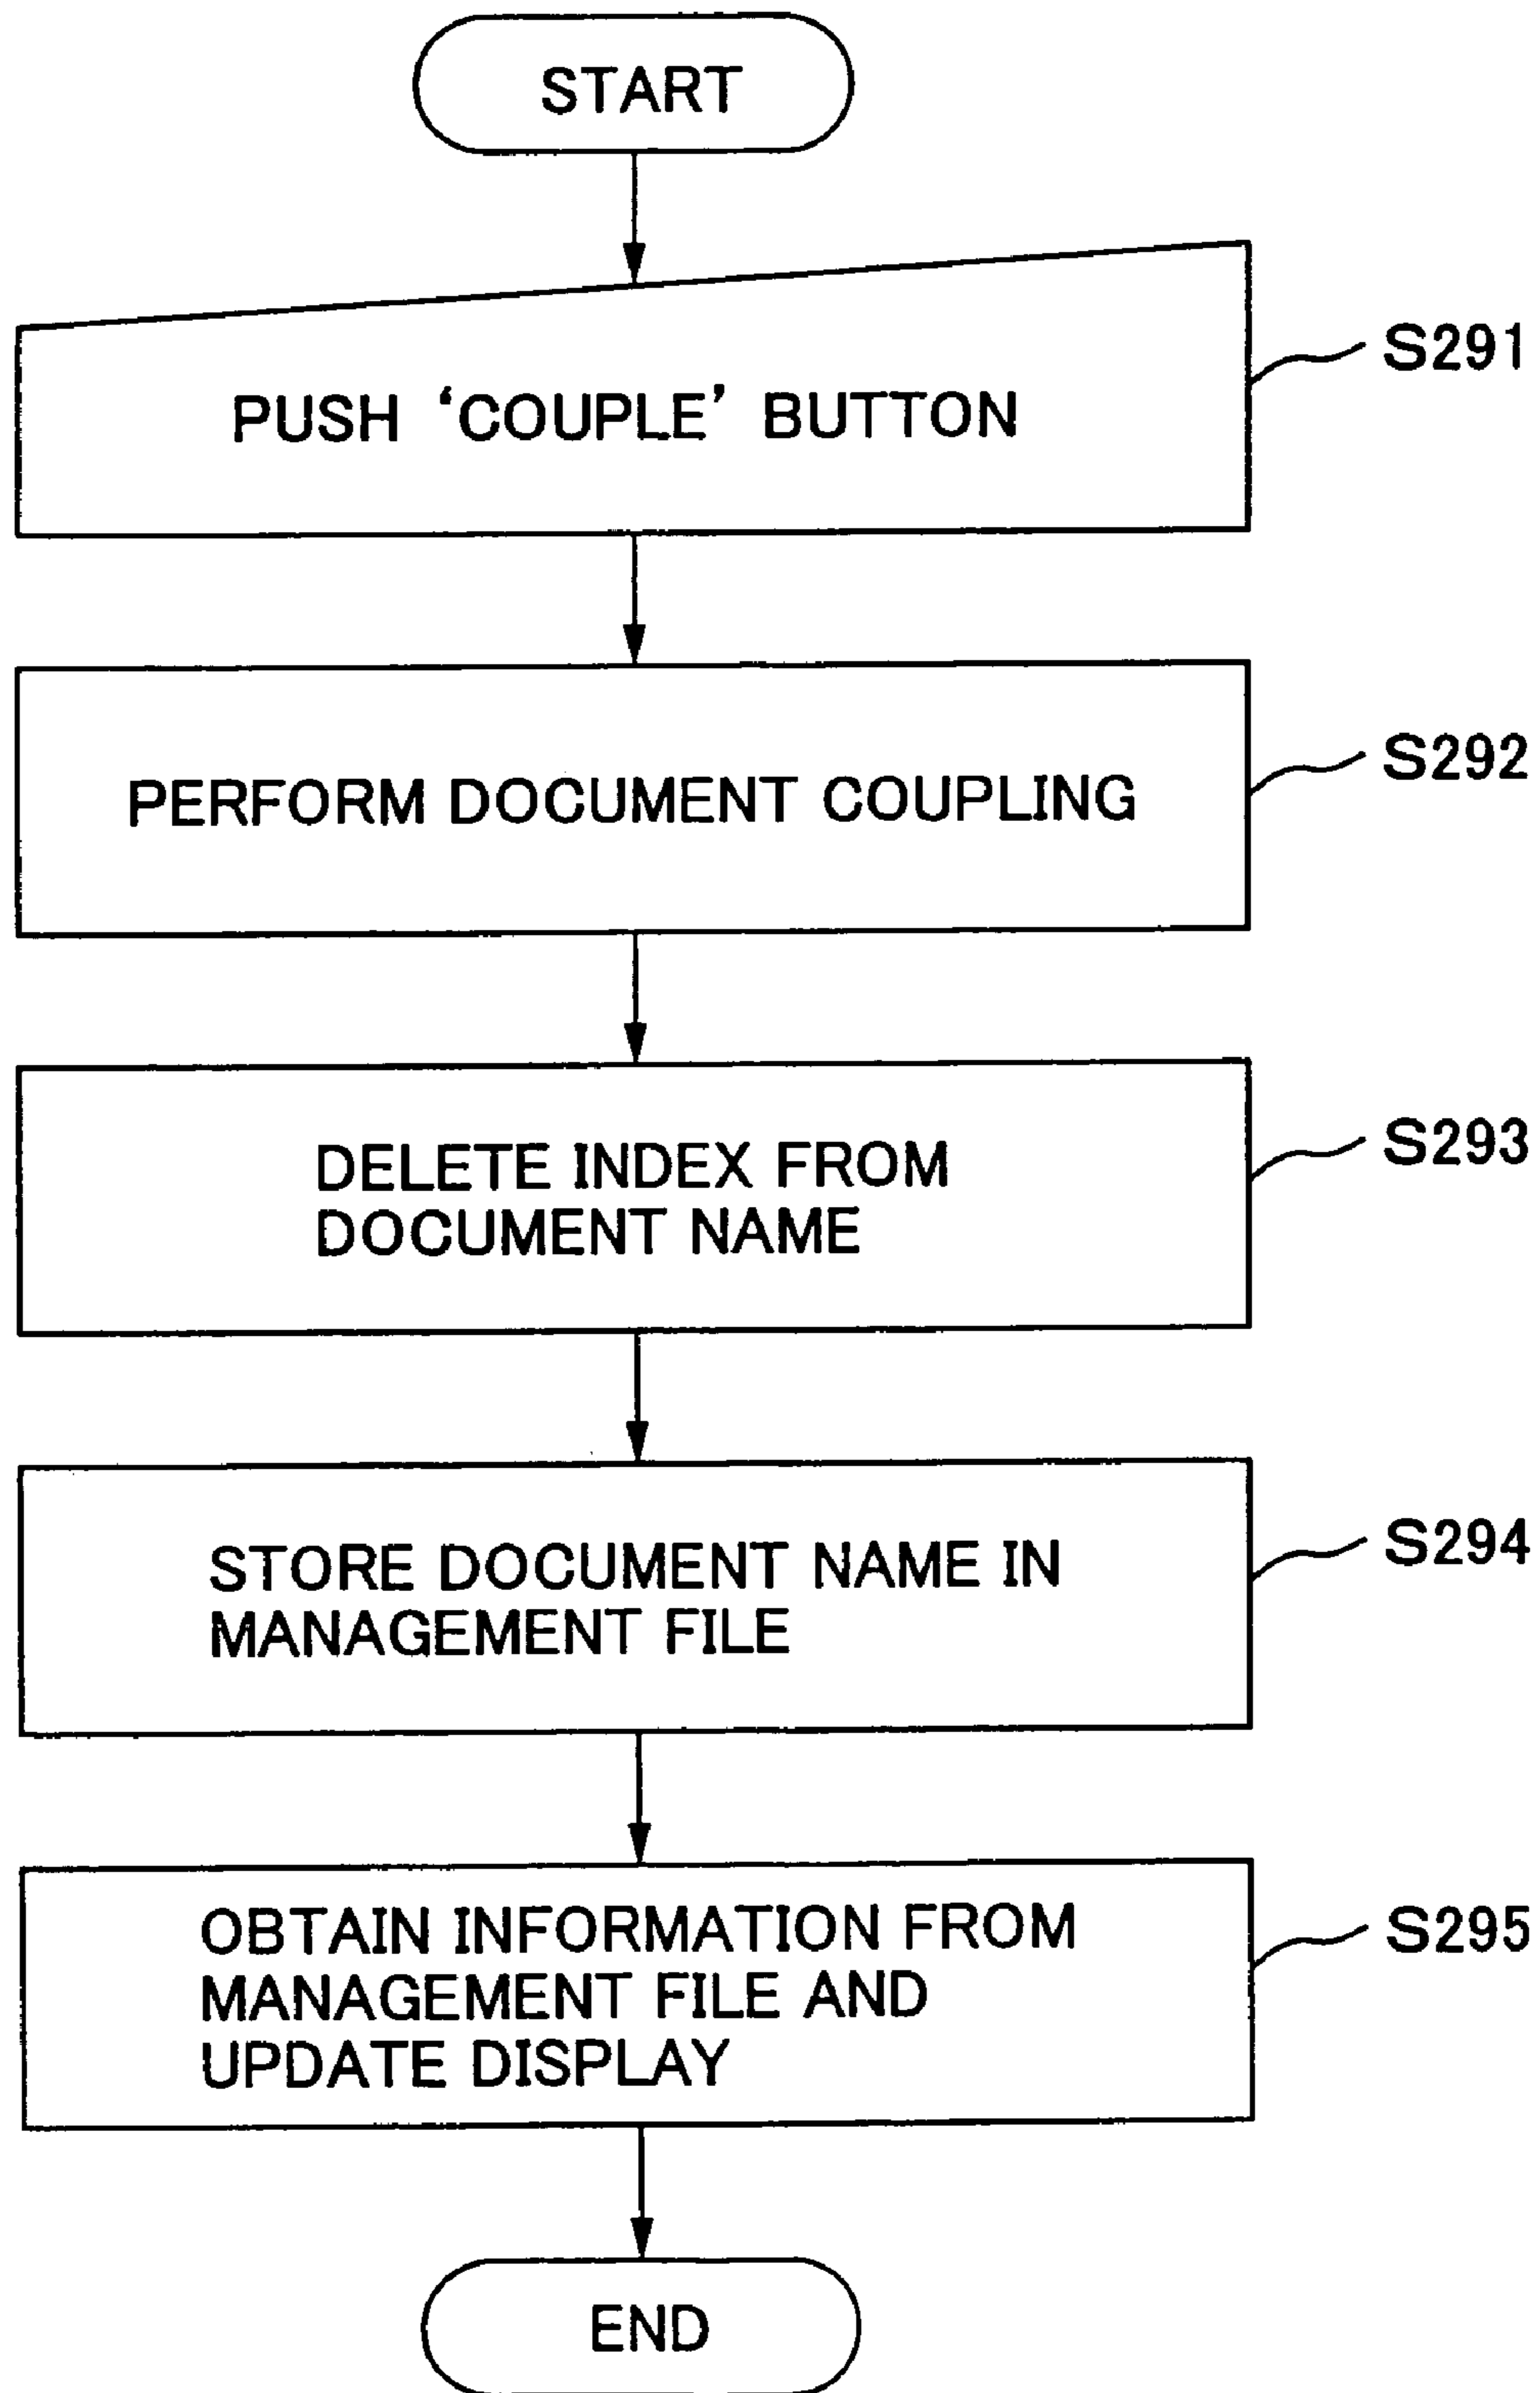 START
PUSH ‘COUPLE’ BUTTON
S291
PERFORM DOCUMENT COUPLING
S292
DELETE INDEX FROM
DOCUMENT NAME
S293
STORE DOCUMENT NAME IN
MANAGEMENT FILE
S294
OBTAIN INFORMATION FROM
MANAGEMENT FILE AND
UPDATE DISPLAY
S295
END